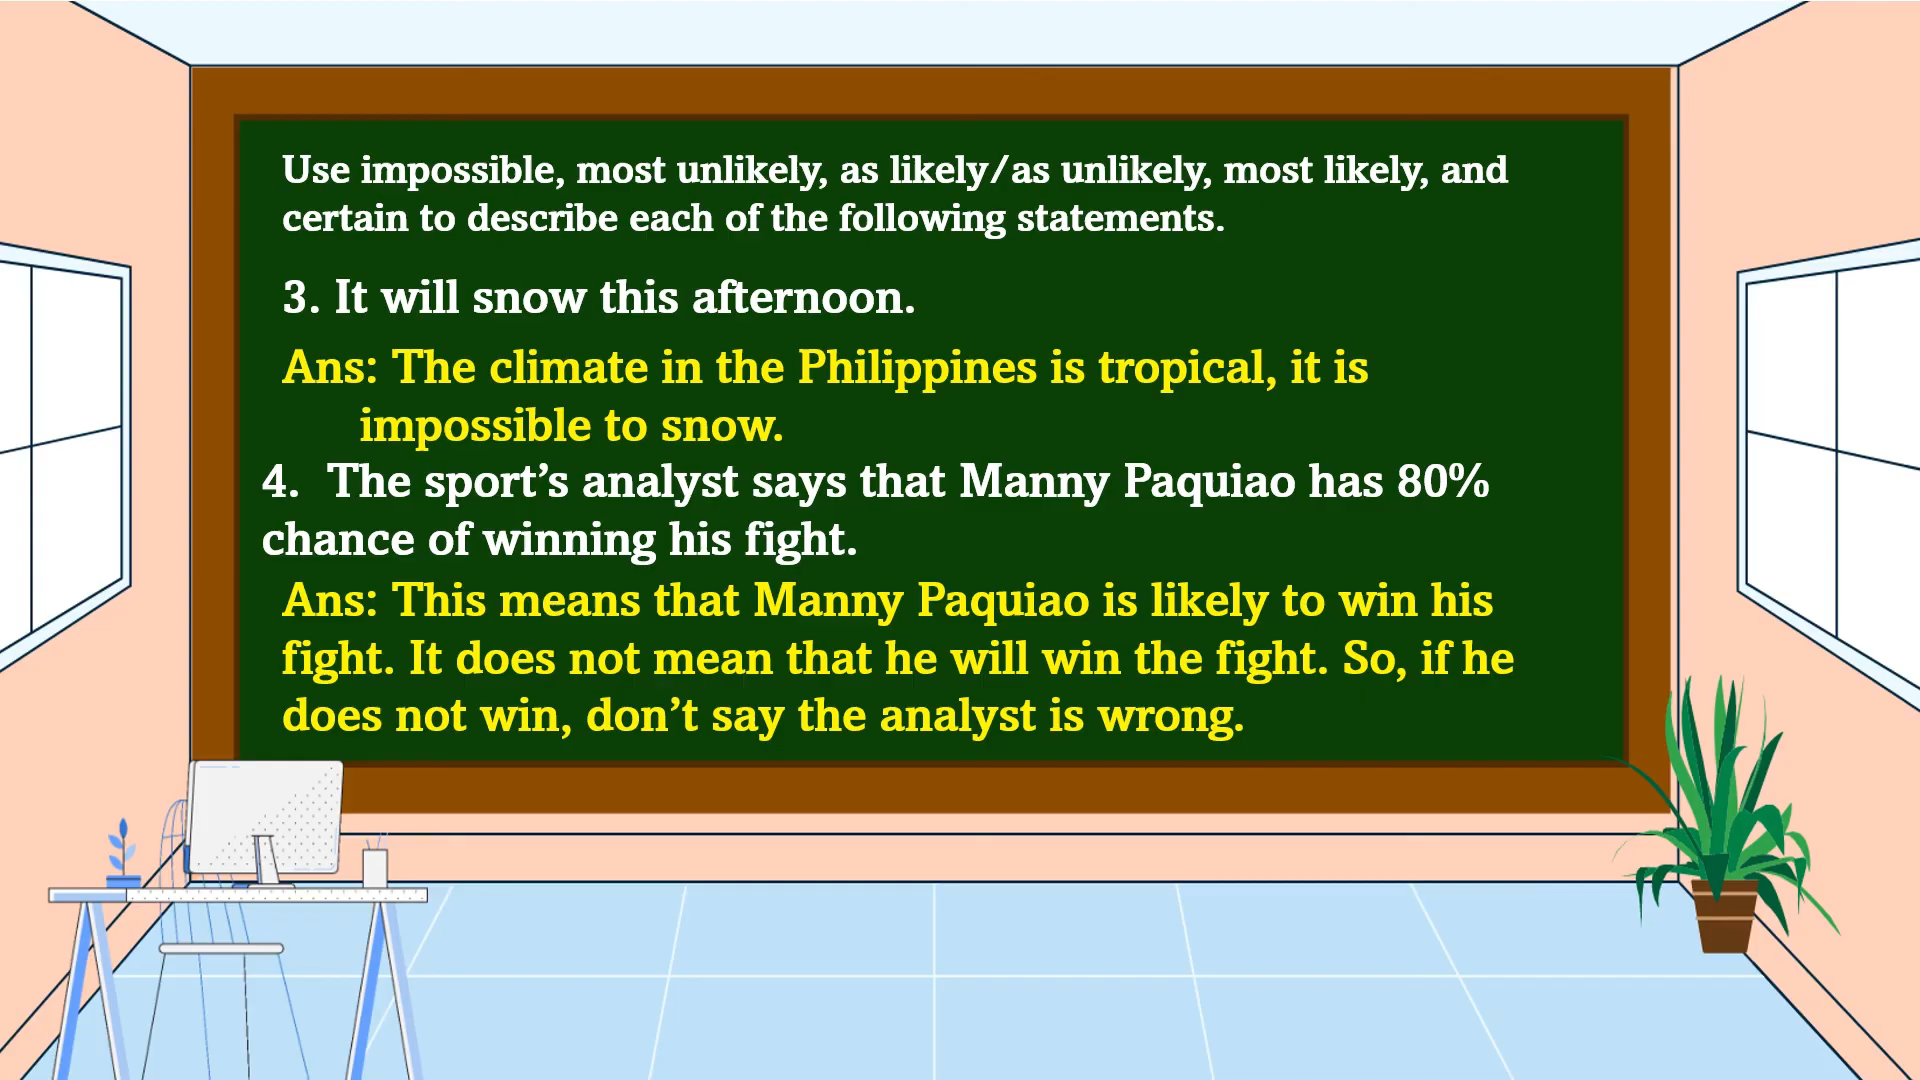 Use impossible, most unlikely, as likely/as unlikely, most likely, and
certain to describe each of the following statements.
3. It will snow this afternoon.
Ans: The climate in the Philippines is tropical, it is
impossible to snow.
4. The sport’s analyst says that Manny Paquiao has 80%
chance of winning his fight.
Ans: This means that Manny Paquiao is likely to win his
fight. It does not mean that he will win the fight. So, if he
does not win, don’t say the analyst is wrong.